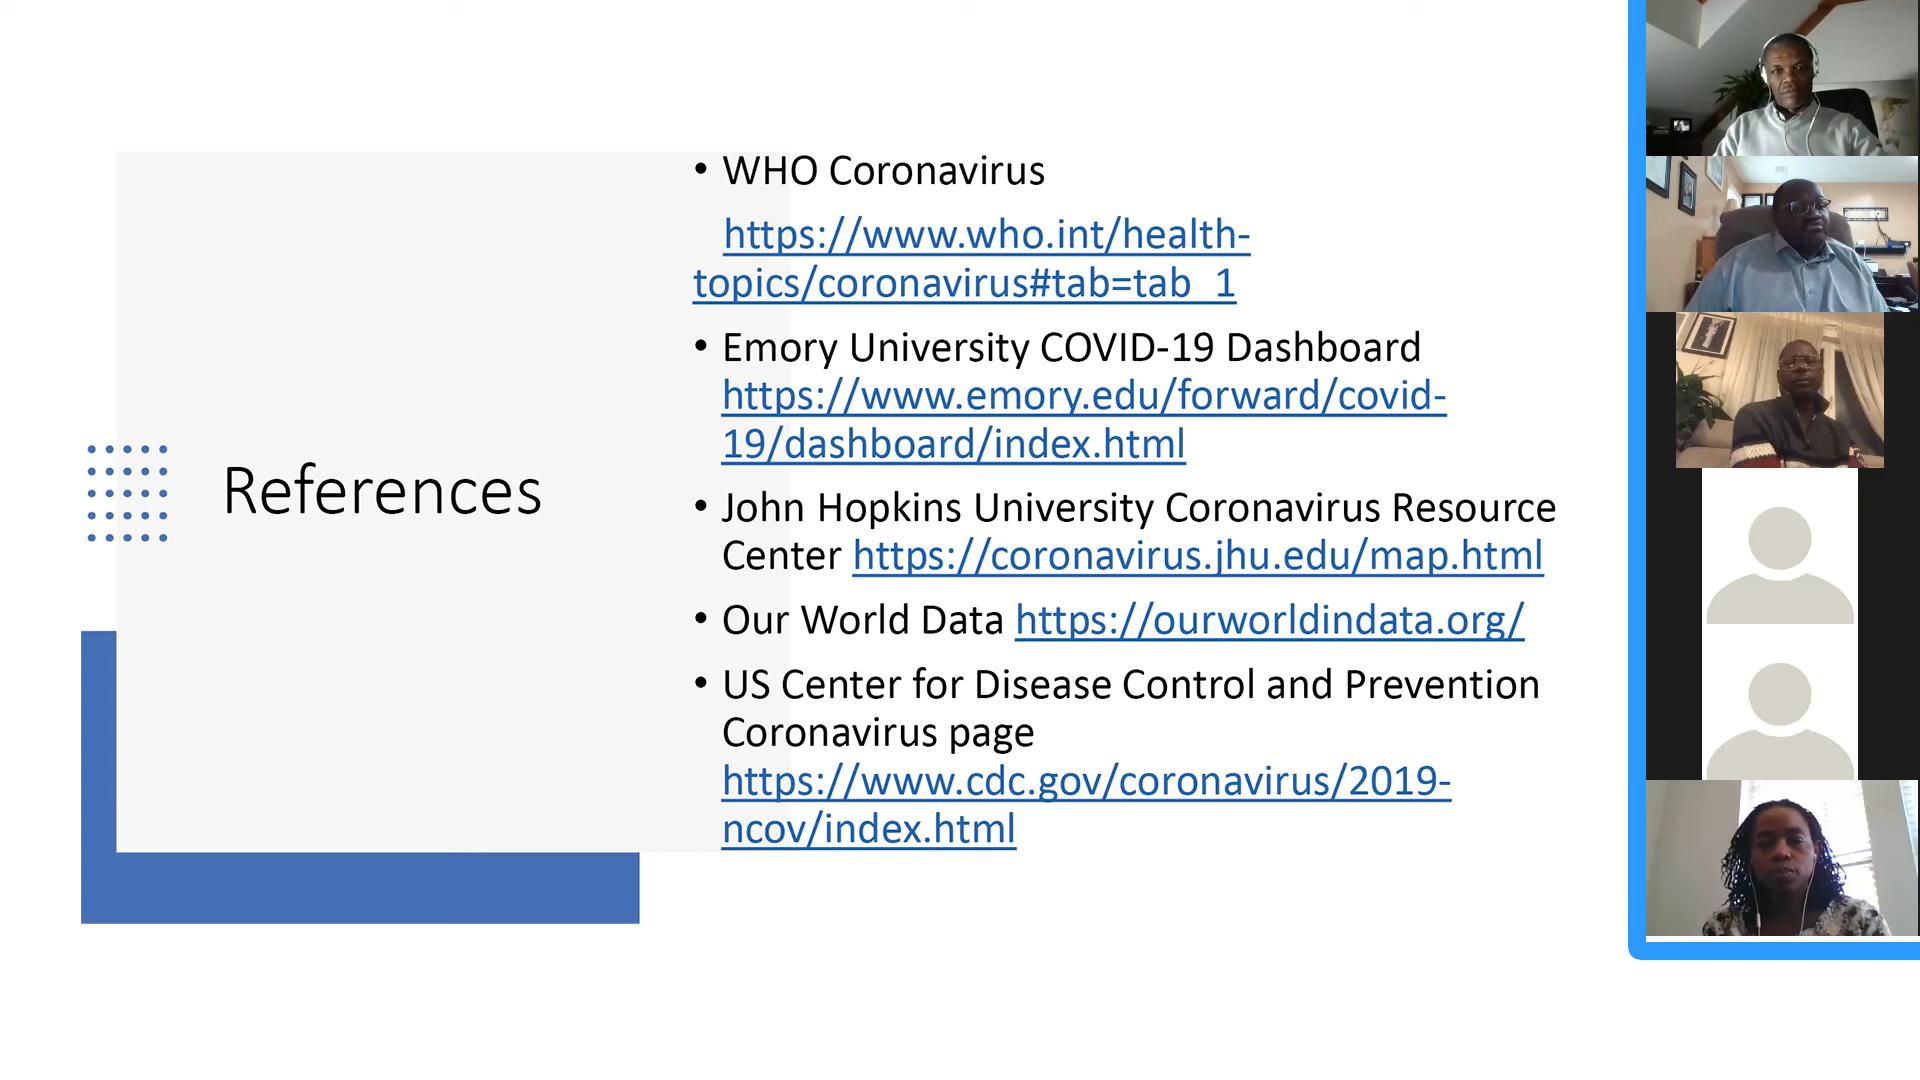 References
• WHO Coronavirus
https://www.who.int/health-
topics/coronavirus#tab=tab_1
• Emory University COVID-19 Dashboard
https://www.emory.edu/forward/covid-
19/dashboard/index.html
• John Hopkins University Coronavirus Resource
Center https://coronavirus.jhu.edu/map.html
• Our World Data https://ourworldindata.org/
• US Center for Disease Control and Prevention
Coronavirus page
https://www.cdc.gov/coronavirus/2019-
ncov/index.html